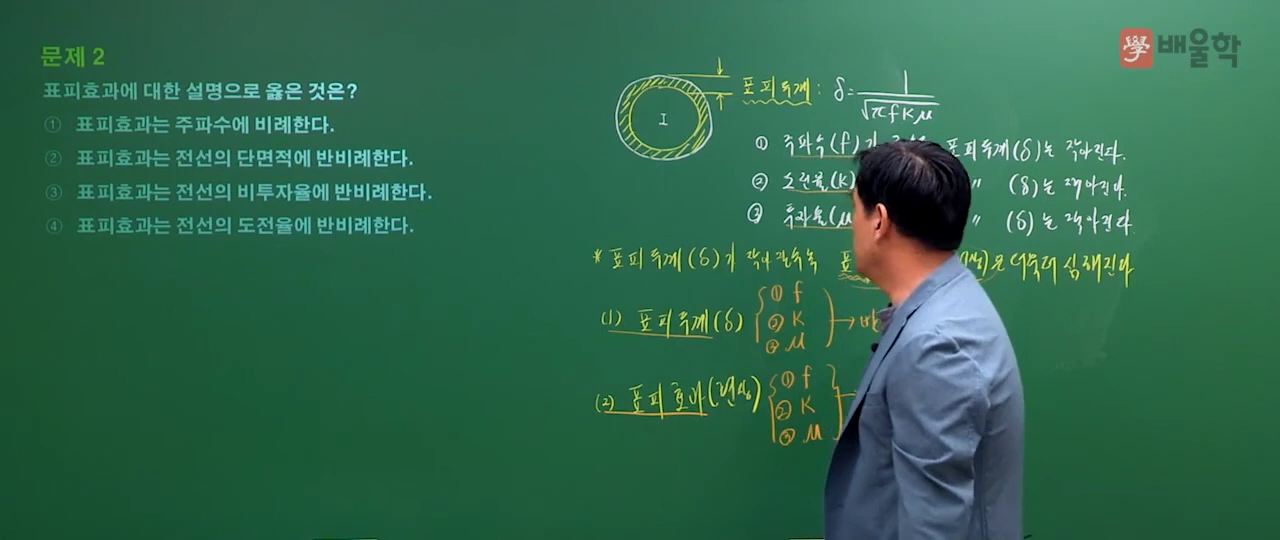 學 배울학
문제 2
표피효과에 대한 설명으로 옳은 것은?
① 표피효과는 주파수에 비례한다.
② 표피효과는 전선의 단면적에 반비례한다.
③ 표피효과는 전선의 비투자율에 반비례한다.
④ 표피효과는 전선의 도전율에 반비례한다.
I
표피두께 : δ = 1/√πfKμ
① 주파수(f)가 표피두께(δ)는 작아진다.
② 도전율(K) 〃 (δ)는 작아진다.
③ 투자율(μ 〃 (δ)는 작아진다
* 표피두께(δ)가 작아질수록 표 은 더욱더 심해진다
(1) 표피두께(δ) { ① f ② K ③ μ } →
(2) 표피효과(현상) { ① f ② K ③ μ }